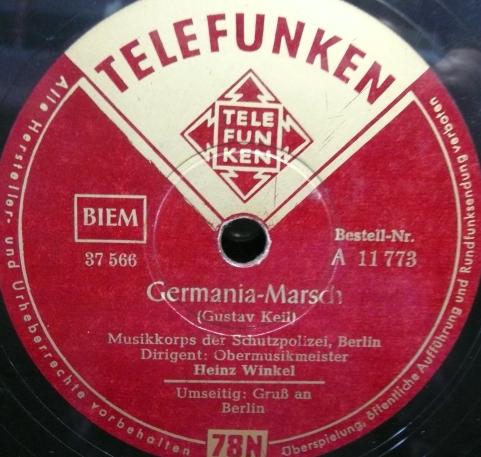 TELEFUNKEN
TELE
FUN
KEN
BIEM
37 566
Bestell-Nr.
A 11 773
Germania-Marsch
(Gustav Keil)
Musikkorps der Schutzpolizei, Berlin
Dirigent: Obermusikmeister
Heinz Winkel
Umseitig: Gruß an
Berlin
78N
Alle Hersteller- und Urheberrechte vorbehalten
Überspielung, öffentliche Aufführung und Rundfunksendung verboten